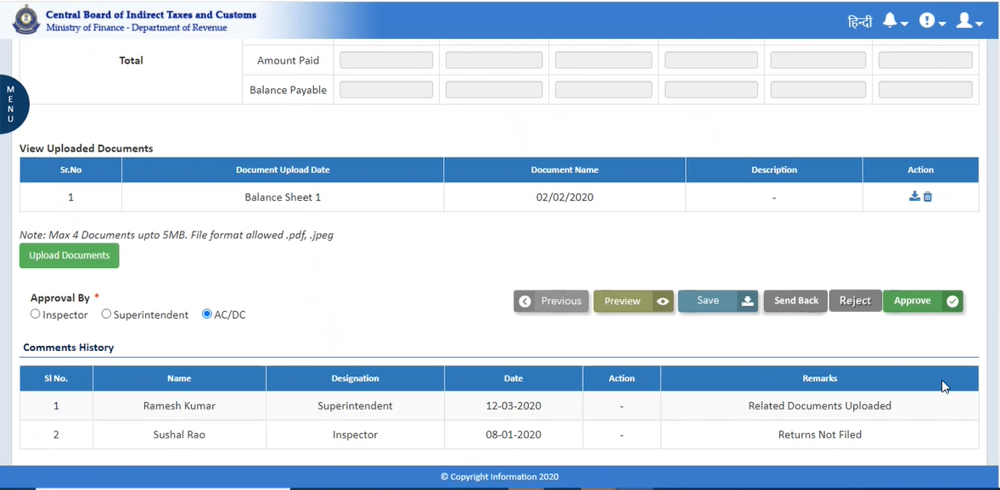 Central Board of Indirect Taxes and Customs
Ministry of Finance - Department of Revenue
हिन्दी
MENU
Total
Amount Paid
Balance Payable
View Uploaded Documents
Sr.No Document Upload Date Document Name Description Action
1 Balance Sheet 1 02/02/2020 -
Note: Max 4 Documents upto 5MB. File format allowed .pdf, .jpeg
Upload Documents
Approval By *
Inspector Superintendent AC/DC
Previous Preview Save Send Back Reject Approve
Comments History
Sl No. Name Designation Date Action Remarks
1 Ramesh Kumar Superintendent 12-03-2020 - Related Documents Uploaded
2 Sushal Rao Inspector 08-01-2020 - Returns Not Filed
© Copyright Information 2020